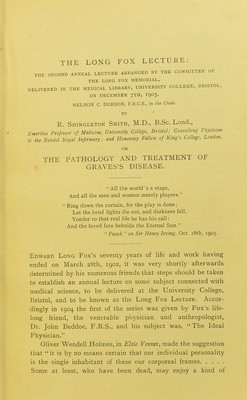 THE LONG FOX LECTURE:
THE SECOND ANNUAL LECTURE ARRANGED BY THE COMMITTEE OF
THE LONG FOX MEMORIAL,
DELIVERED IN THE MEDICAL LIBRARY, UNIVERSITY COLLEGE, BRISTOL,
ON DECEMBER 7TH, 1905.
NELSON C. DOBSON, F.R.C.S., in the Chair.
BY
R. SHINGLETON SMITH, M.D., B.Sc. Lond.,
Emeritus Professor of Medicine, University College, Bristol; Consulting Physician
to the Bristol Royal Infirmary; and Honorary Fellow of King's College, London.
ON
THE PATHOLOGY AND TREATMENT OF
GRAVES'S DISEASE.
"All the world's a stage,
And all the men and women merely players."
"Ring down the curtain, for the play is done;
Let the brief lights die out, and darkness fall,
Yonder to that real life he has his call;
And the loved face beholds the Eternal Sun."
"Punch" on Sir Henry Irving, Oct. 18th, 1905.
EDWARD LONG Fox's seventy years of life and work having
ended on March 28th, 1902, it was very shortly afterwards
determined by his numerous friends that steps should be taken
to establish an annual lecture on some subject connected with
medical science, to be delivered at the University College,
Bristol, and to be known as the Long Fox Lecture. Accor-
dingly in 1904 the first of the series was given by Fox's life-
long friend, the venerable physician and anthropologist,
Dr. John Beddoe, F.R.S., and his subject was, "The Ideal
Physician."
Oliver Wendell Holmes, in Elsie Venner, made the suggestion
that "it is by no means certain that our individual personality
is the single inhabitant of these our corporeal frames. . . . .
Some at least, who have been dead, may enjoy a kind of